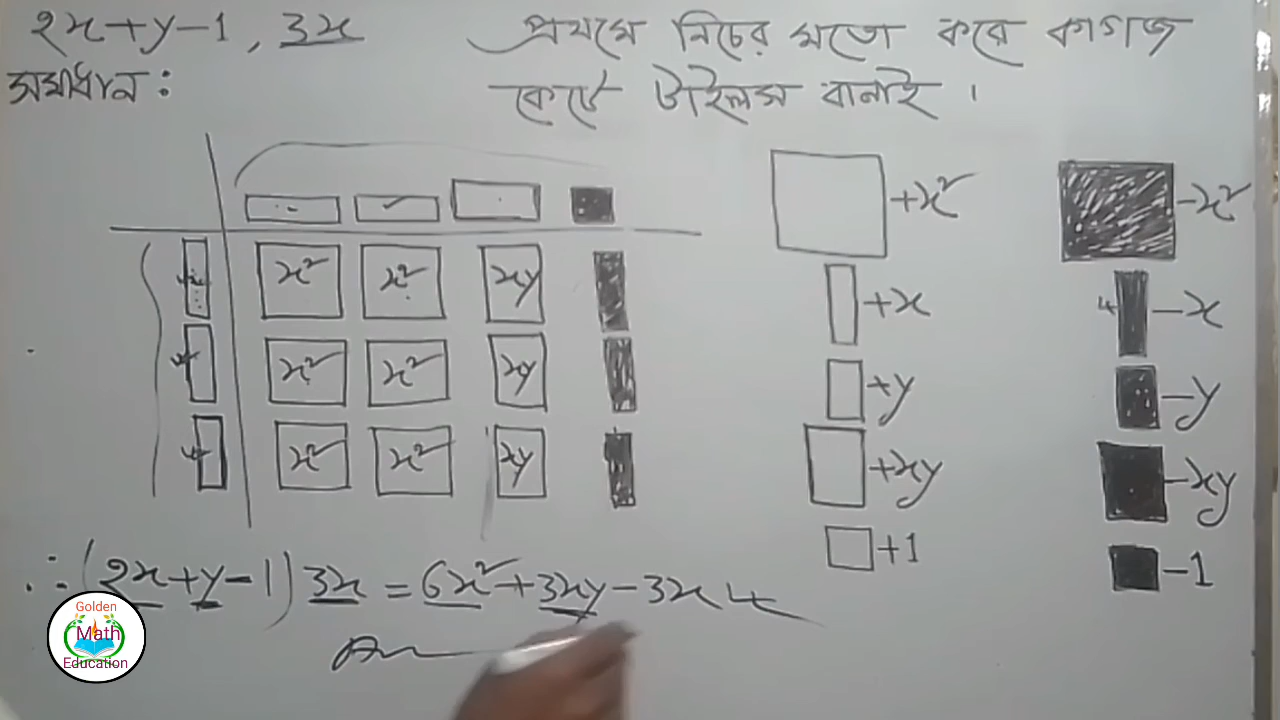 2x+y-1, 3x
প্রথমে নিচের মতো করে কাগজ
সমাধান:
কেটে টাইলস বানাই।
x² x² xy
x² x² xy
x² x² xy
+x² -x²
+x -x
+y -y
+xy -xy
+1 -1
∴ (2x+y-1) 3x = 6x²+3xy-3x
Golden
Math
Education